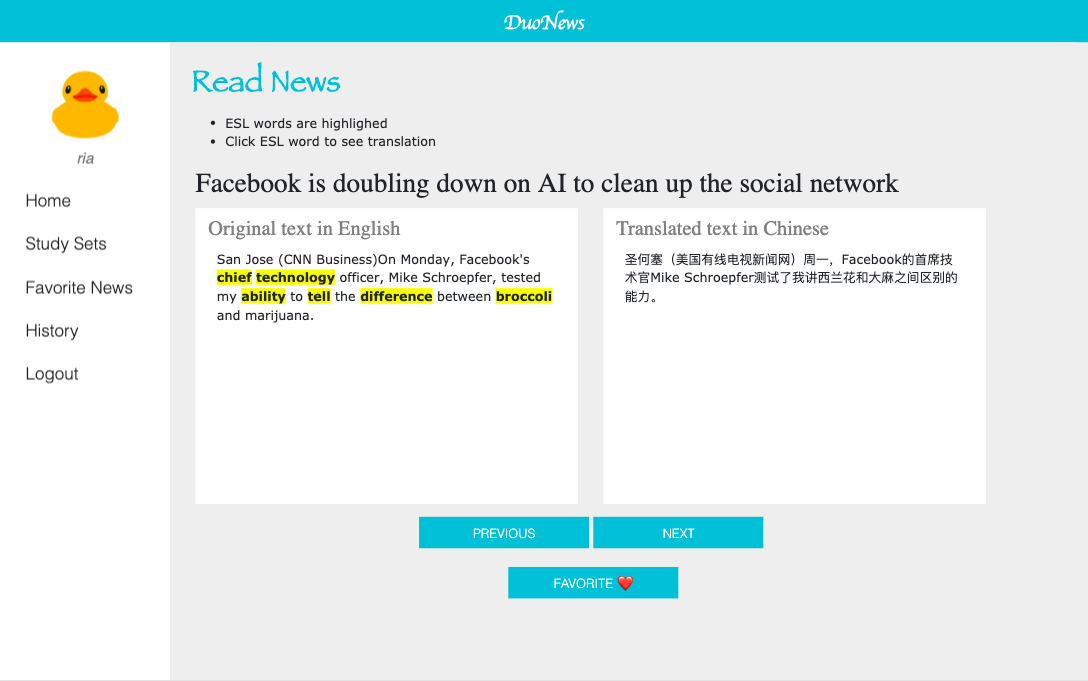 DuoNews
ria
Home
Study Sets
Favorite News
History
Logout
Read News
ESL words are highlighed
Click ESL word to see translation
Facebook is doubling down on AI to clean up the social network
Original text in English
San Jose (CNN Business)On Monday, Facebook's
chief technology officer, Mike Schroepfer, tested
my ability to tell the difference between broccoli
and marijuana.
Translated text in Chinese
圣何塞（美国有线电视新闻网）周一，Facebook的首席技
术官Mike Schroepfer测试了我讲西兰花和大麻之间区别的
能力。
PREVIOUS
NEXT
FAVORITE ❤️